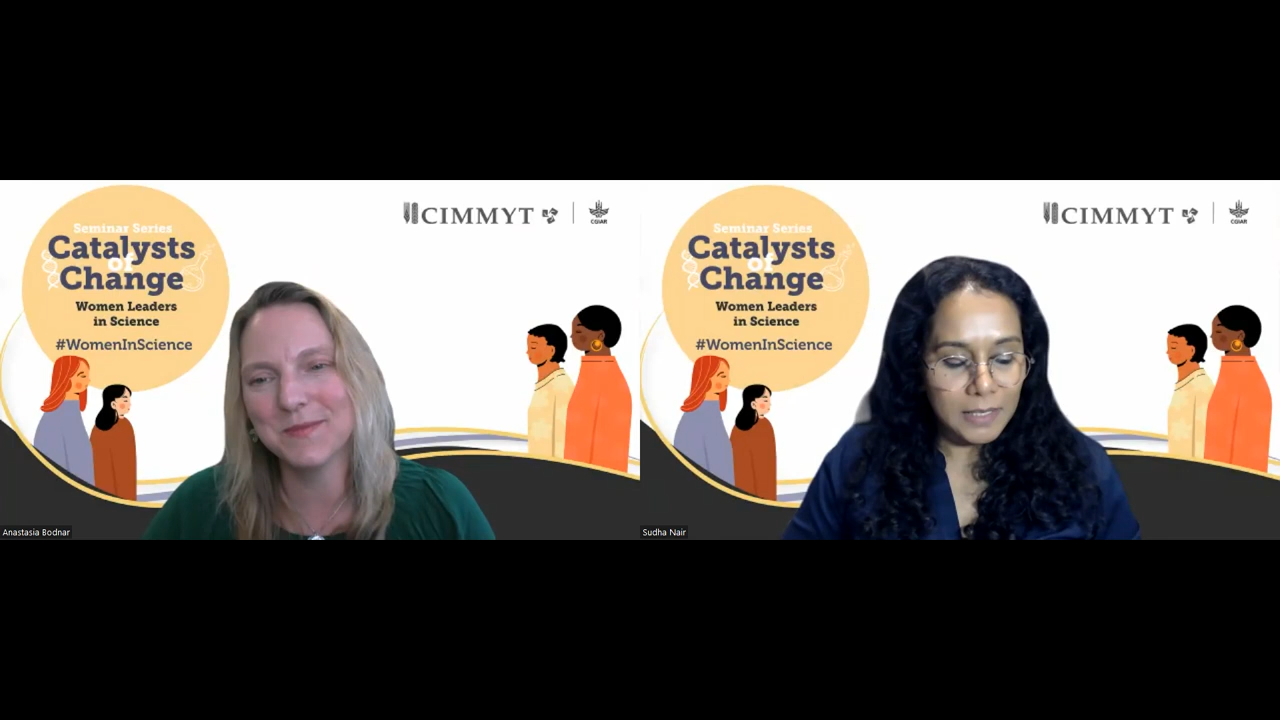 Seminar Series
Catalysts
of
Change
Women Leaders
in Science
#WomenInScience
CIMMYT
CGIAR
Anastasia Bodnar
Seminar Series
Catalysts
of
Change
Women Leaders
in Science
#WomenInScience
CIMMYT
CGIAR
Sudha Nair